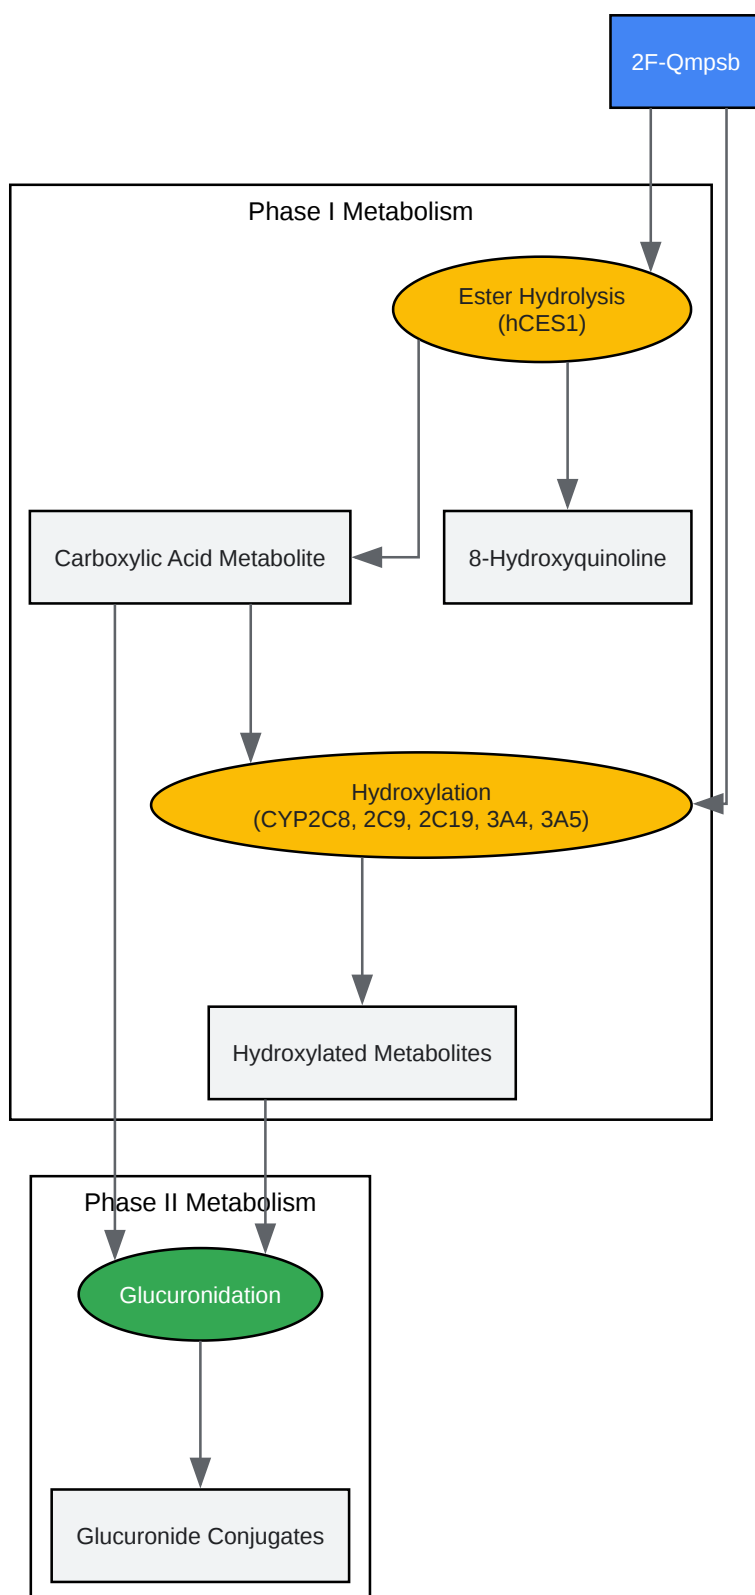 2F-Qmpsb
Phase I Metabolism
Ester Hydrolysis
(hCES1)
Carboxylic Acid Metabolite
8-Hydroxyquinoline
Hydroxylation
(CYP2C8, 2C9, 2C19, 3A4, 3A5)
Hydroxylated Metabolites
Phase II Metabolism
Glucuronidation
Glucuronide Conjugates